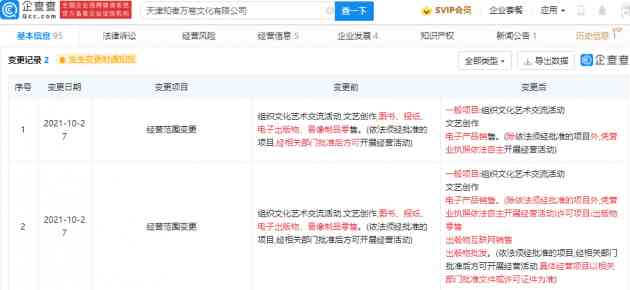 企查查
Qcc.com
全国企业信用查询系统
官方备案企业征信机构
天津知行万卷文化有限公司
查一下
SVIP会员
企业套餐
应用
基本信息 95
法律诉讼
经营风险
经营信息 5
企业发展 4
知识产权
新闻公告 1
历史信息 1
变更记录 2
发生变更时通知我
全部类型
导出数据
企查查
序号
变更日期
变更项目
变更前
变更后
1
2021-10-2
7
经营范围变更
组织文化艺术交流活动 文艺创作,图书、报纸、
电子出版物、音像制品零售。(依法须经批准的
项目,经相关部门批准后方可开展经营活动)
一般项目:组织文化艺术交流活动
文艺创作
电子产品销售。(除依法须经批准的项目外,凭营
业执照依法自主开展经营活动)
2
2021-10-2
7
经营范围变更
组织文化艺术交流活动 文艺创作,图书、报纸、
电子出版物、音像制品零售。(依法须经批准的
项目,经相关部门批准后方可开展经营活动)
一般项目:组织文化艺术交流活动
文艺创作
电子产品销售。(除依法须经批准的项目外,凭营
业执照依法自主开展经营活动)许可项目:出版物
零售
出版物互联网销售
出版物批发。(依法须经批准的项目,经相关部
门批准后方可开展经营活动,具体经营项目以相关
部门批准文件或许可证件为准)